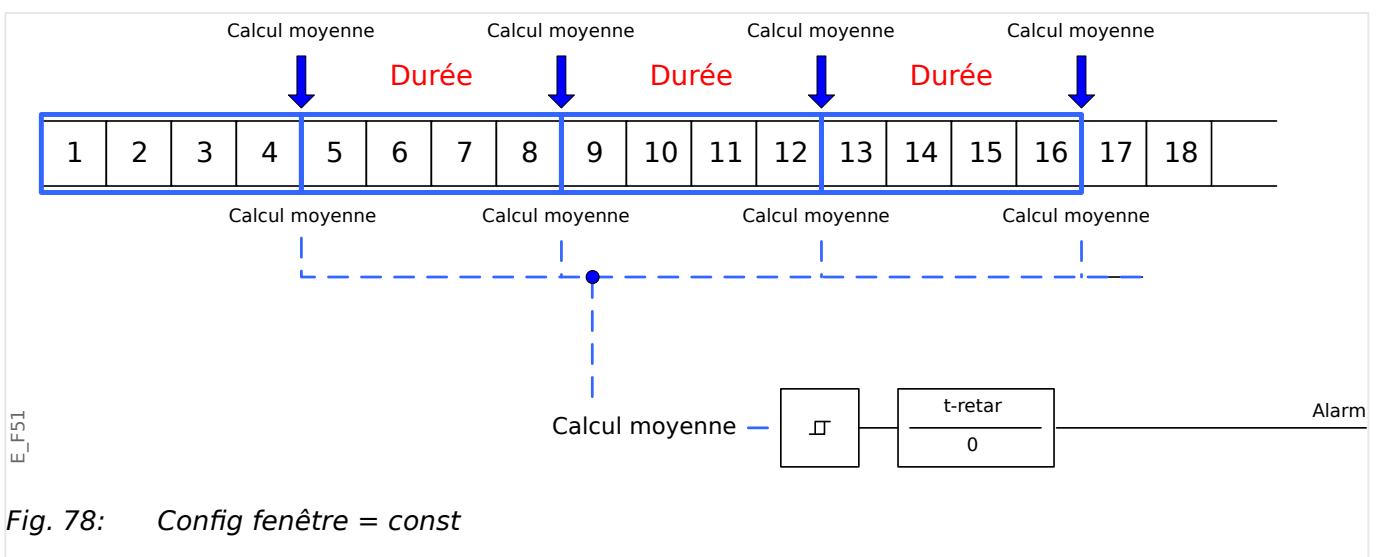 Calcul moyenne Calcul moyenne Calcul moyenne Calcul moyenne
Durée Durée Durée
1 2 3 4 5 6 7 8 9 10 11 12 13 14 15 16 17 18
Calcul moyenne Calcul moyenne Calcul moyenne Calcul moyenne
t-retar
Alarm
Calcul moyenne
0
E_F51
Fig. 78: Config fenêtre = const